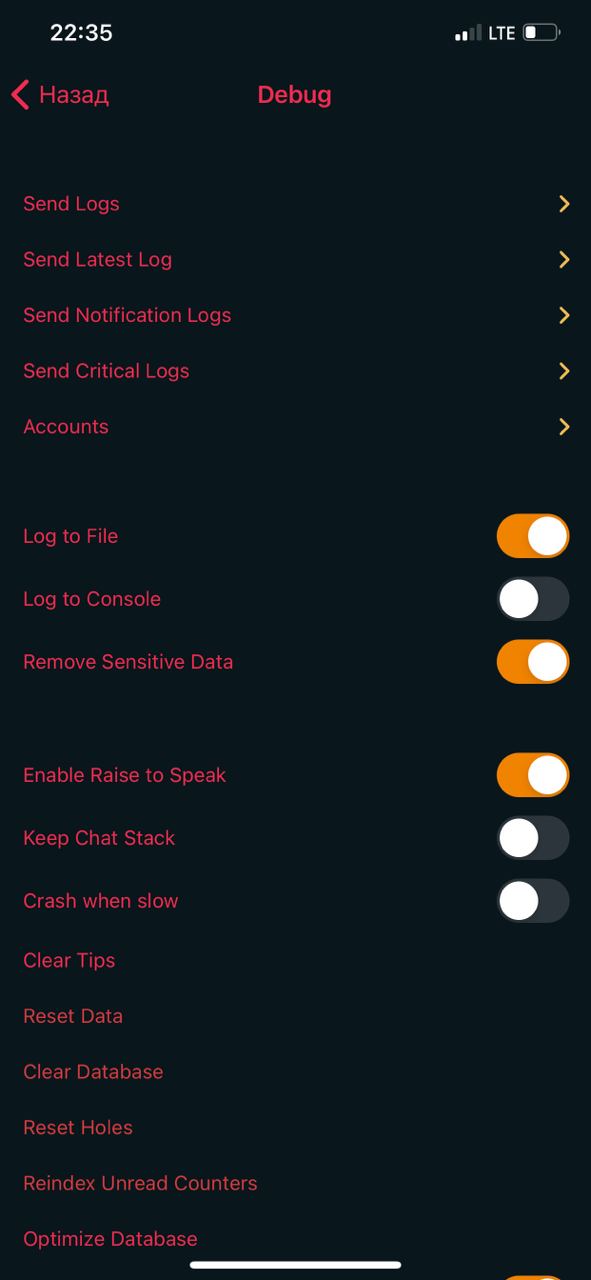 22:35
LTE
Назад
Debug
Send Logs
Send Latest Log
Send Notification Logs
Send Critical Logs
Accounts
Log to File
Log to Console
Remove Sensitive Data
Enable Raise to Speak
Keep Chat Stack
Crash when slow
Clear Tips
Reset Data
Clear Database
Reset Holes
Reindex Unread Counters
Optimize Database